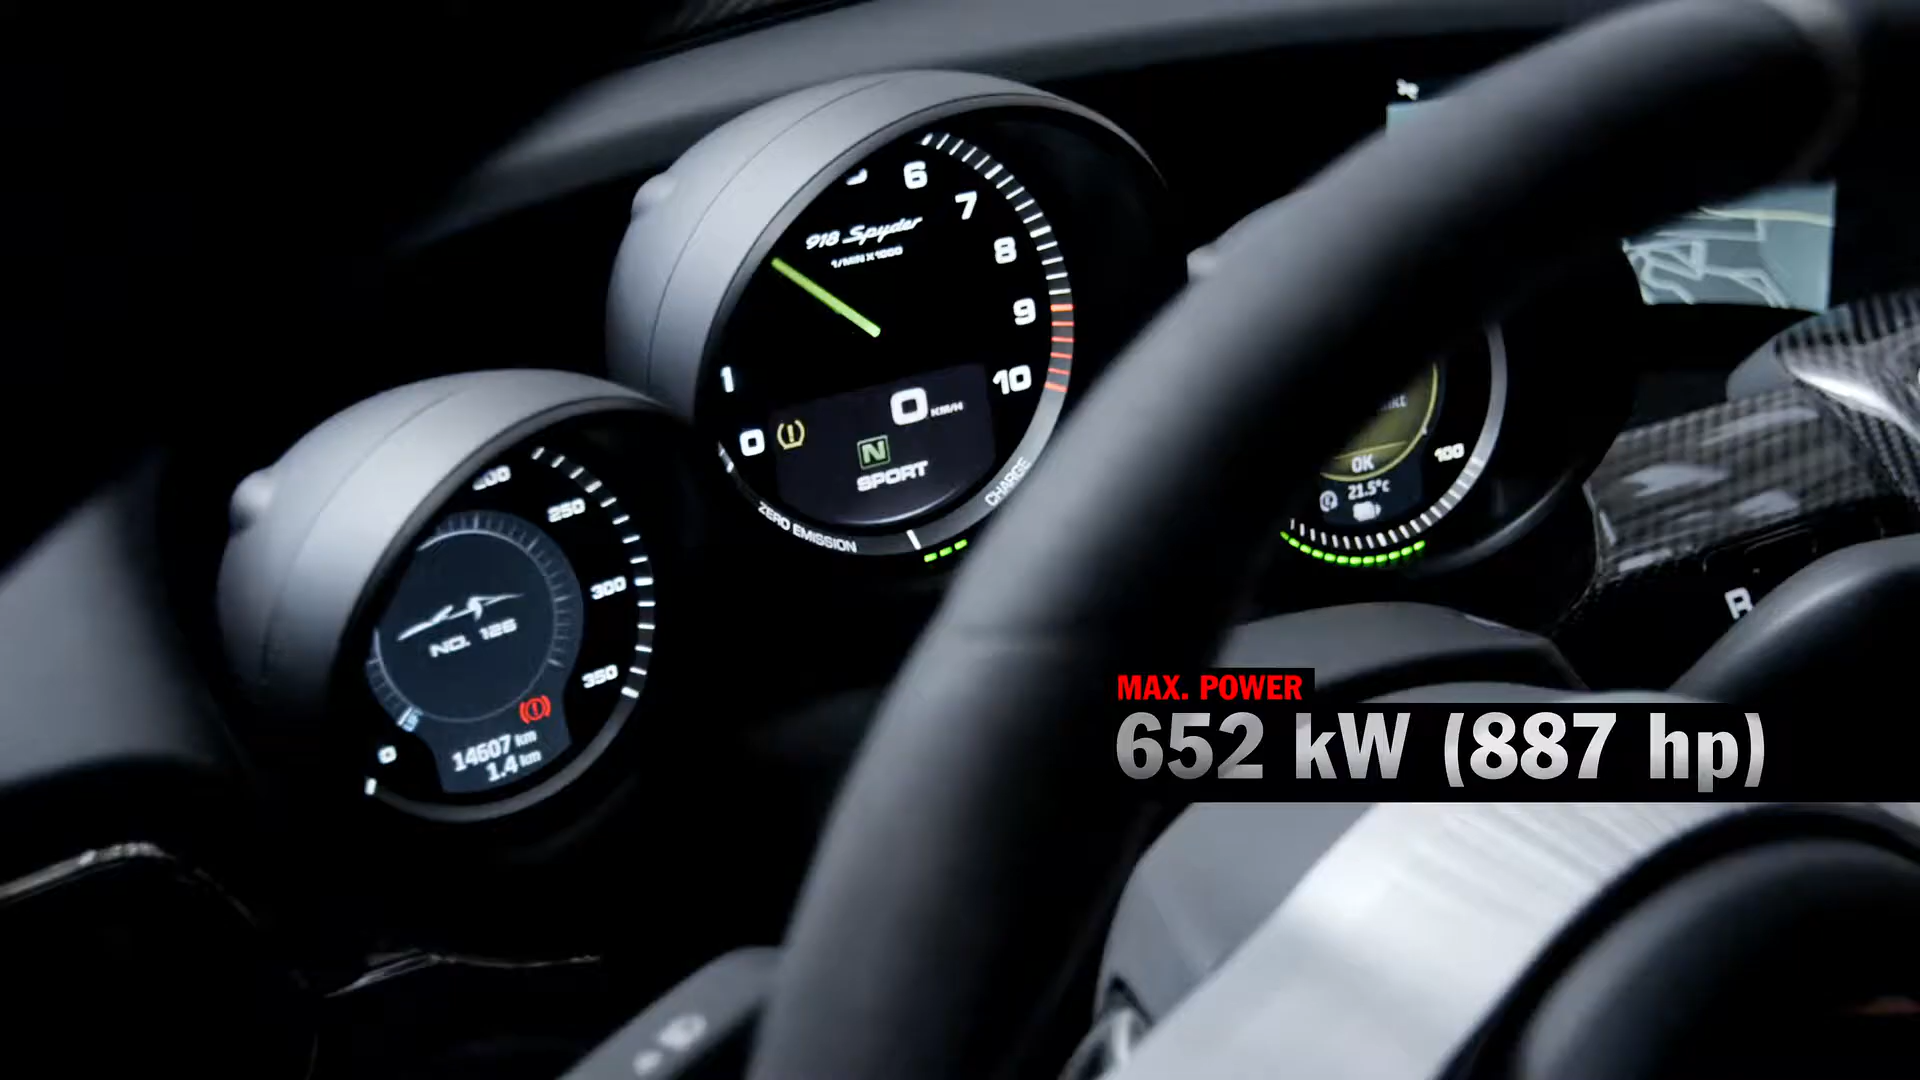 6
7
918 Spyder
1/MIN X 1000
8
9
10
1
0
0 KM/H
N
SPORT
CHARGE
ZERO EMISSION
200
250
300
350
NO. 126
0
14607 km
1.4 km
OK
100
21.5°C
R
MAX. POWER
652 kW (887 hp)